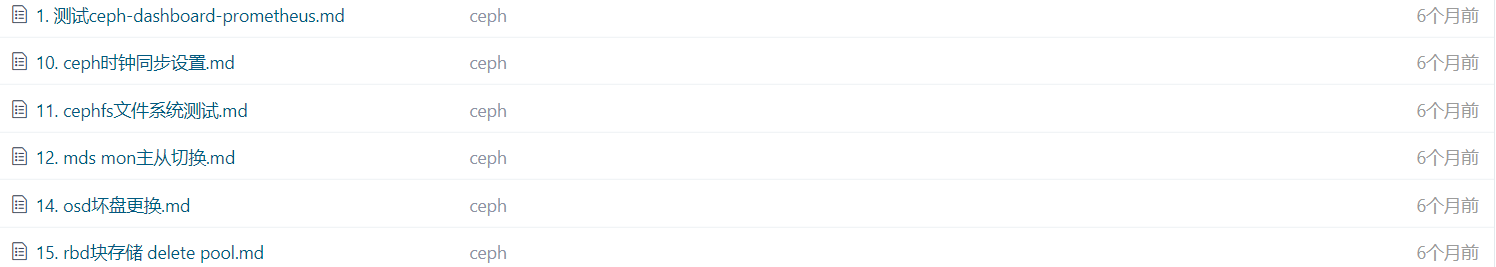 1. 测试ceph-dashboard-prometheus.md ceph 6个月前
10. ceph时钟同步设置.md ceph 6个月前
11. cephfs文件系统测试.md ceph 6个月前
12. mds mon主从切换.md ceph 6个月前
14. osd坏盘更换.md ceph 6个月前
15. rbd块存储 delete pool.md ceph 6个月前